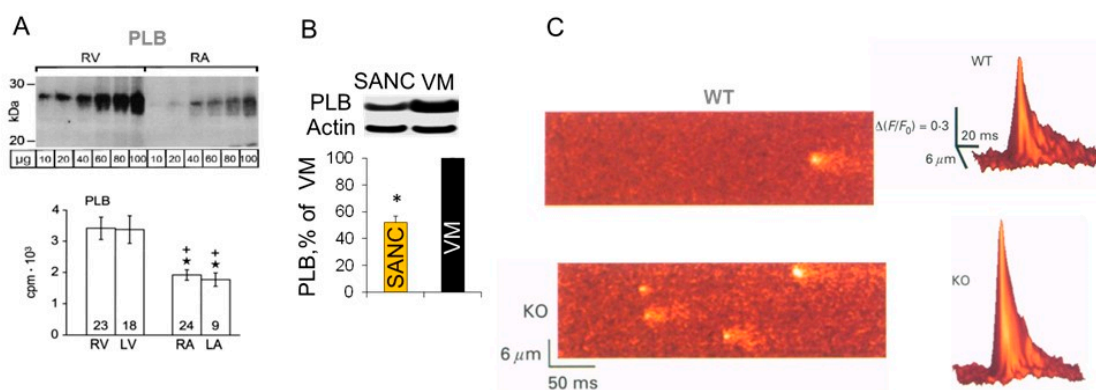 A
PLB
RV RA
30
kDa
20
µg 10 20 40 60 80 100 10 20 40 60 80 100
PLB
4
3
cpm · 10³
2
1
0
+ +
★ ★
23 18 24 9
RV LV RA LA
B
SANC VM
PLB
Actin
PLB,% of VM
100
80
60
40
20
0
*
SANC
VM
C
WT
KO
6 µm
50 ms
WT
Δ(F/F₀) = 0·3
20 ms
6 µm
KO